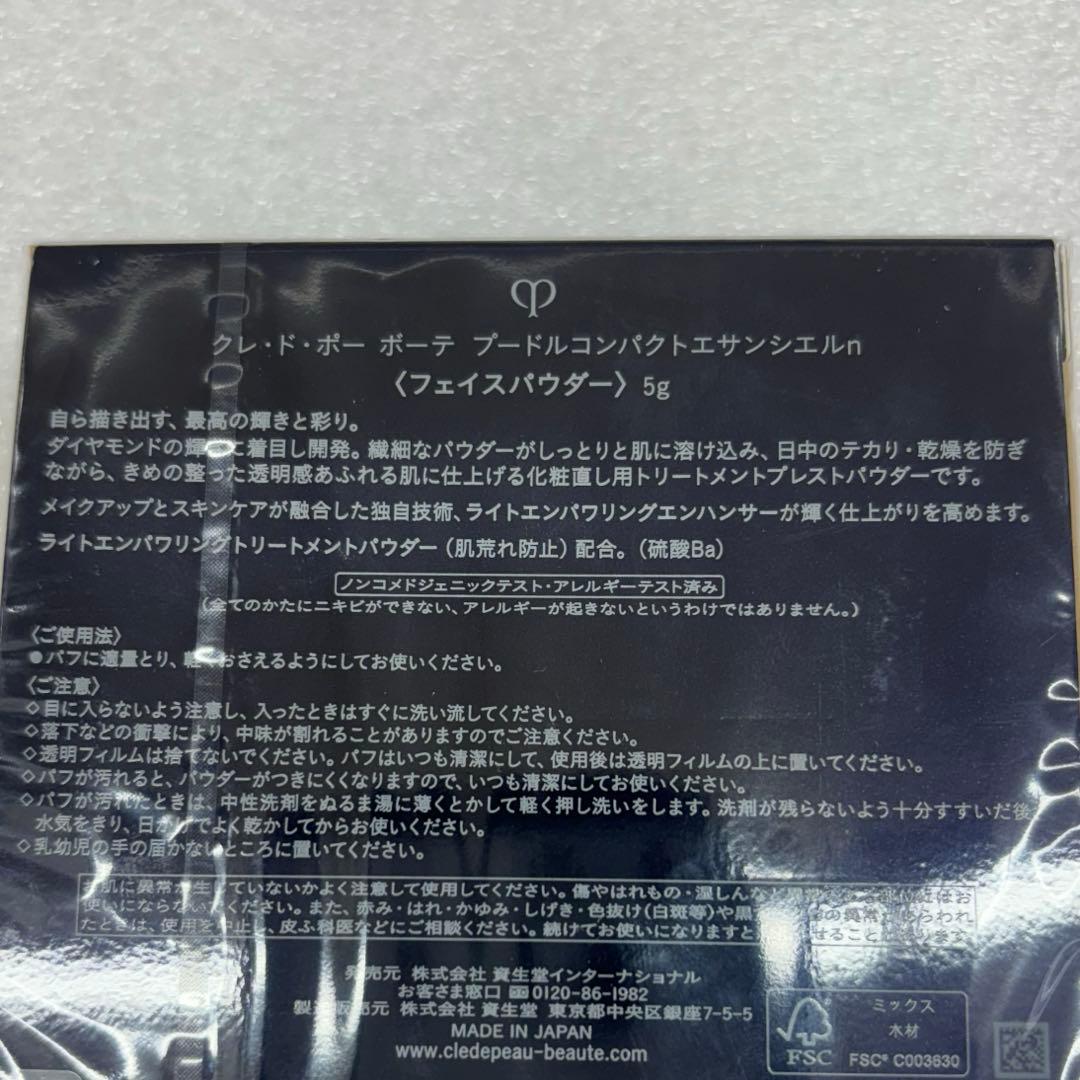 クレ・ド・ポー ボーテ プードルコンパクトエサンシエルn
〈フェイスパウダー〉 5g
自ら描き出す、最高の輝きと彩り。
ダイヤモンドの輝 に着目し開発。繊細なパウダーがしっとりと肌に溶け込み、日中のテカリ・乾燥を防ぎ
ながら、きめの整った透明感あふれる肌に仕上げる化粧直し用トリートメントプレストパウダーです。
メイクアップとスキンケアが融合した独自技術、ライトエンパワリングエンハンサーが輝く仕上がりを高めます。
ライトエンパワリングトリートメントパウダー（肌荒れ防止）配合。（硫酸Ba）
ノンコメドジェニックテスト・アレルギーテスト済み
（全てのかたにニキビができない、アレルギーが起きないというわけではありません。）
〈ご使用法〉
●パフに適量とり、軽 おさえるようにしてお使いください。
〈ご注意〉
◇目に入らないよう注意し、入ったときはすぐに洗い流してください。
◇落下などの衝撃により、中味が割れることがありますのでご注意ください。
◇透明フィルムは捨てないでください。パフはいつも清潔にして、使用後は透明フィルムの上に置いてください。
◇パフが汚れると、パウダーがつきにくくなりますので、いつも清潔にしてお使いください。
◇パフが汚れたときは、中性洗剤をぬるま湯に薄くとかして軽く押し洗いをします。洗剤が残らないよう十分すすいだ後
水気をきり、日かげでよく乾かしてからお使いください。
◇乳幼児の手の届かないところに置いてください。
お肌に異常が生じていないかよく注意して使用してください。傷やはれもの・湿しんなど 部位にはお
使いにならない ください。また、赤み・はれ・かゆみ・しげき・色抜け（白斑等）や黒 の異常 あらわれ
たときは、使用を中止し、皮ふ科医などにご相談ください。続けてお使いになりますと せること
発売元 株式会社 資生堂インターナショナル
お客さま窓口 0120-86-1982
製造販売元 株式会社 資生堂 東京都中央区銀座7-5-5
MADE IN JAPAN
www.cledepeau-beaute.com
FSC
ミックス
木材
FSC® C003630